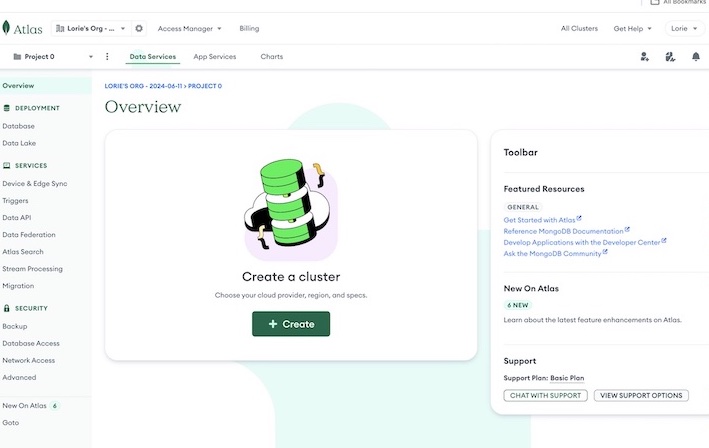 All Bookmarks
Atlas
Lorie's Org - ...
Access Manager
Billing
All Clusters
Get Help
Lorie
Project 0
Data Services
App Services
Charts
Overview
DEPLOYMENT
Database
Data Lake
SERVICES
Device & Edge Sync
Triggers
Data API
Data Federation
Atlas Search
Stream Processing
Migration
SECURITY
Backup
Database Access
Network Access
Advanced
New On Atlas 6
Goto
LORIE'S ORG - 2024-06-11 > PROJECT 0
Overview
Create a cluster
Choose your cloud provider, region, and specs.
+ Create
Toolbar
Featured Resources
GENERAL
Get Started with Atlas
Reference MongoDB Documentation
Develop Applications with the Developer Center
Ask the MongoDB Community
New On Atlas
6 NEW
Learn about the latest feature enhancements on Atlas.
Support
Support Plan: Basic Plan
CHAT WITH SUPPORT
VIEW SUPPORT OPTIONS